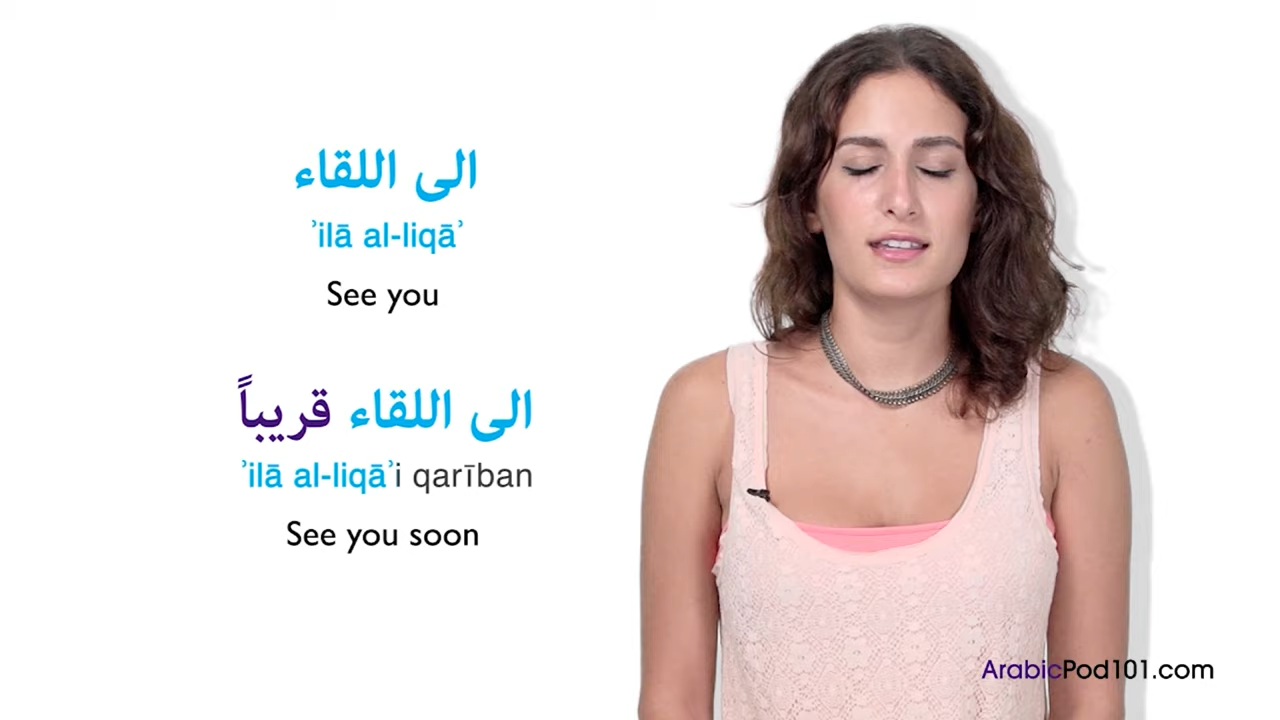 الى اللقاء
ʾilā al-liqāʾ
See you
الى اللقاء قريباً
ʾilā al-liqāʾi qarīban
See you soon
ArabicPod101.com